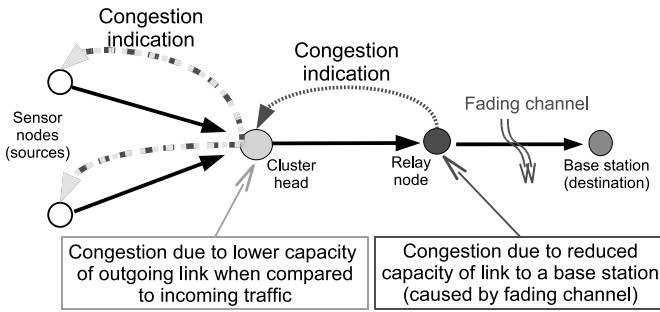 Congestion
indication
Congestion
indication
Fading channel
Sensor
nodes
(sources)
Cluster
head
Relay
node
Base station
(destination)
Congestion due to lower capacity
of outgoing link when compared
to incoming traffic
Congestion due to reduced
capacity of link to a base station
(caused by fading channel)